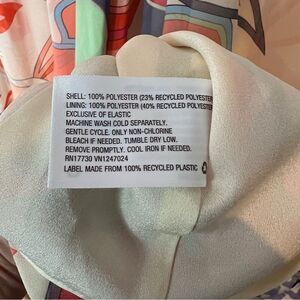 SHELL: 100% POLYESTER (23% RECYCLED POLYESTER
LINING: 100% POLYESTER (40% RECYCLED POLYESTER
EXCLUSIVE OF ELASTIC
MACHINE WASH COLD SEPARATELY.
GENTLE CYCLE. ONLY NON-CHLORINE
BLEACH IF NEEDED. TUMBLE DRY LOW.
REMOVE PROMPTLY. COOL IRON IF NEEDED.
RN17730 VN1247024
LABEL MADE FROM 100% RECYCLED PLASTIC